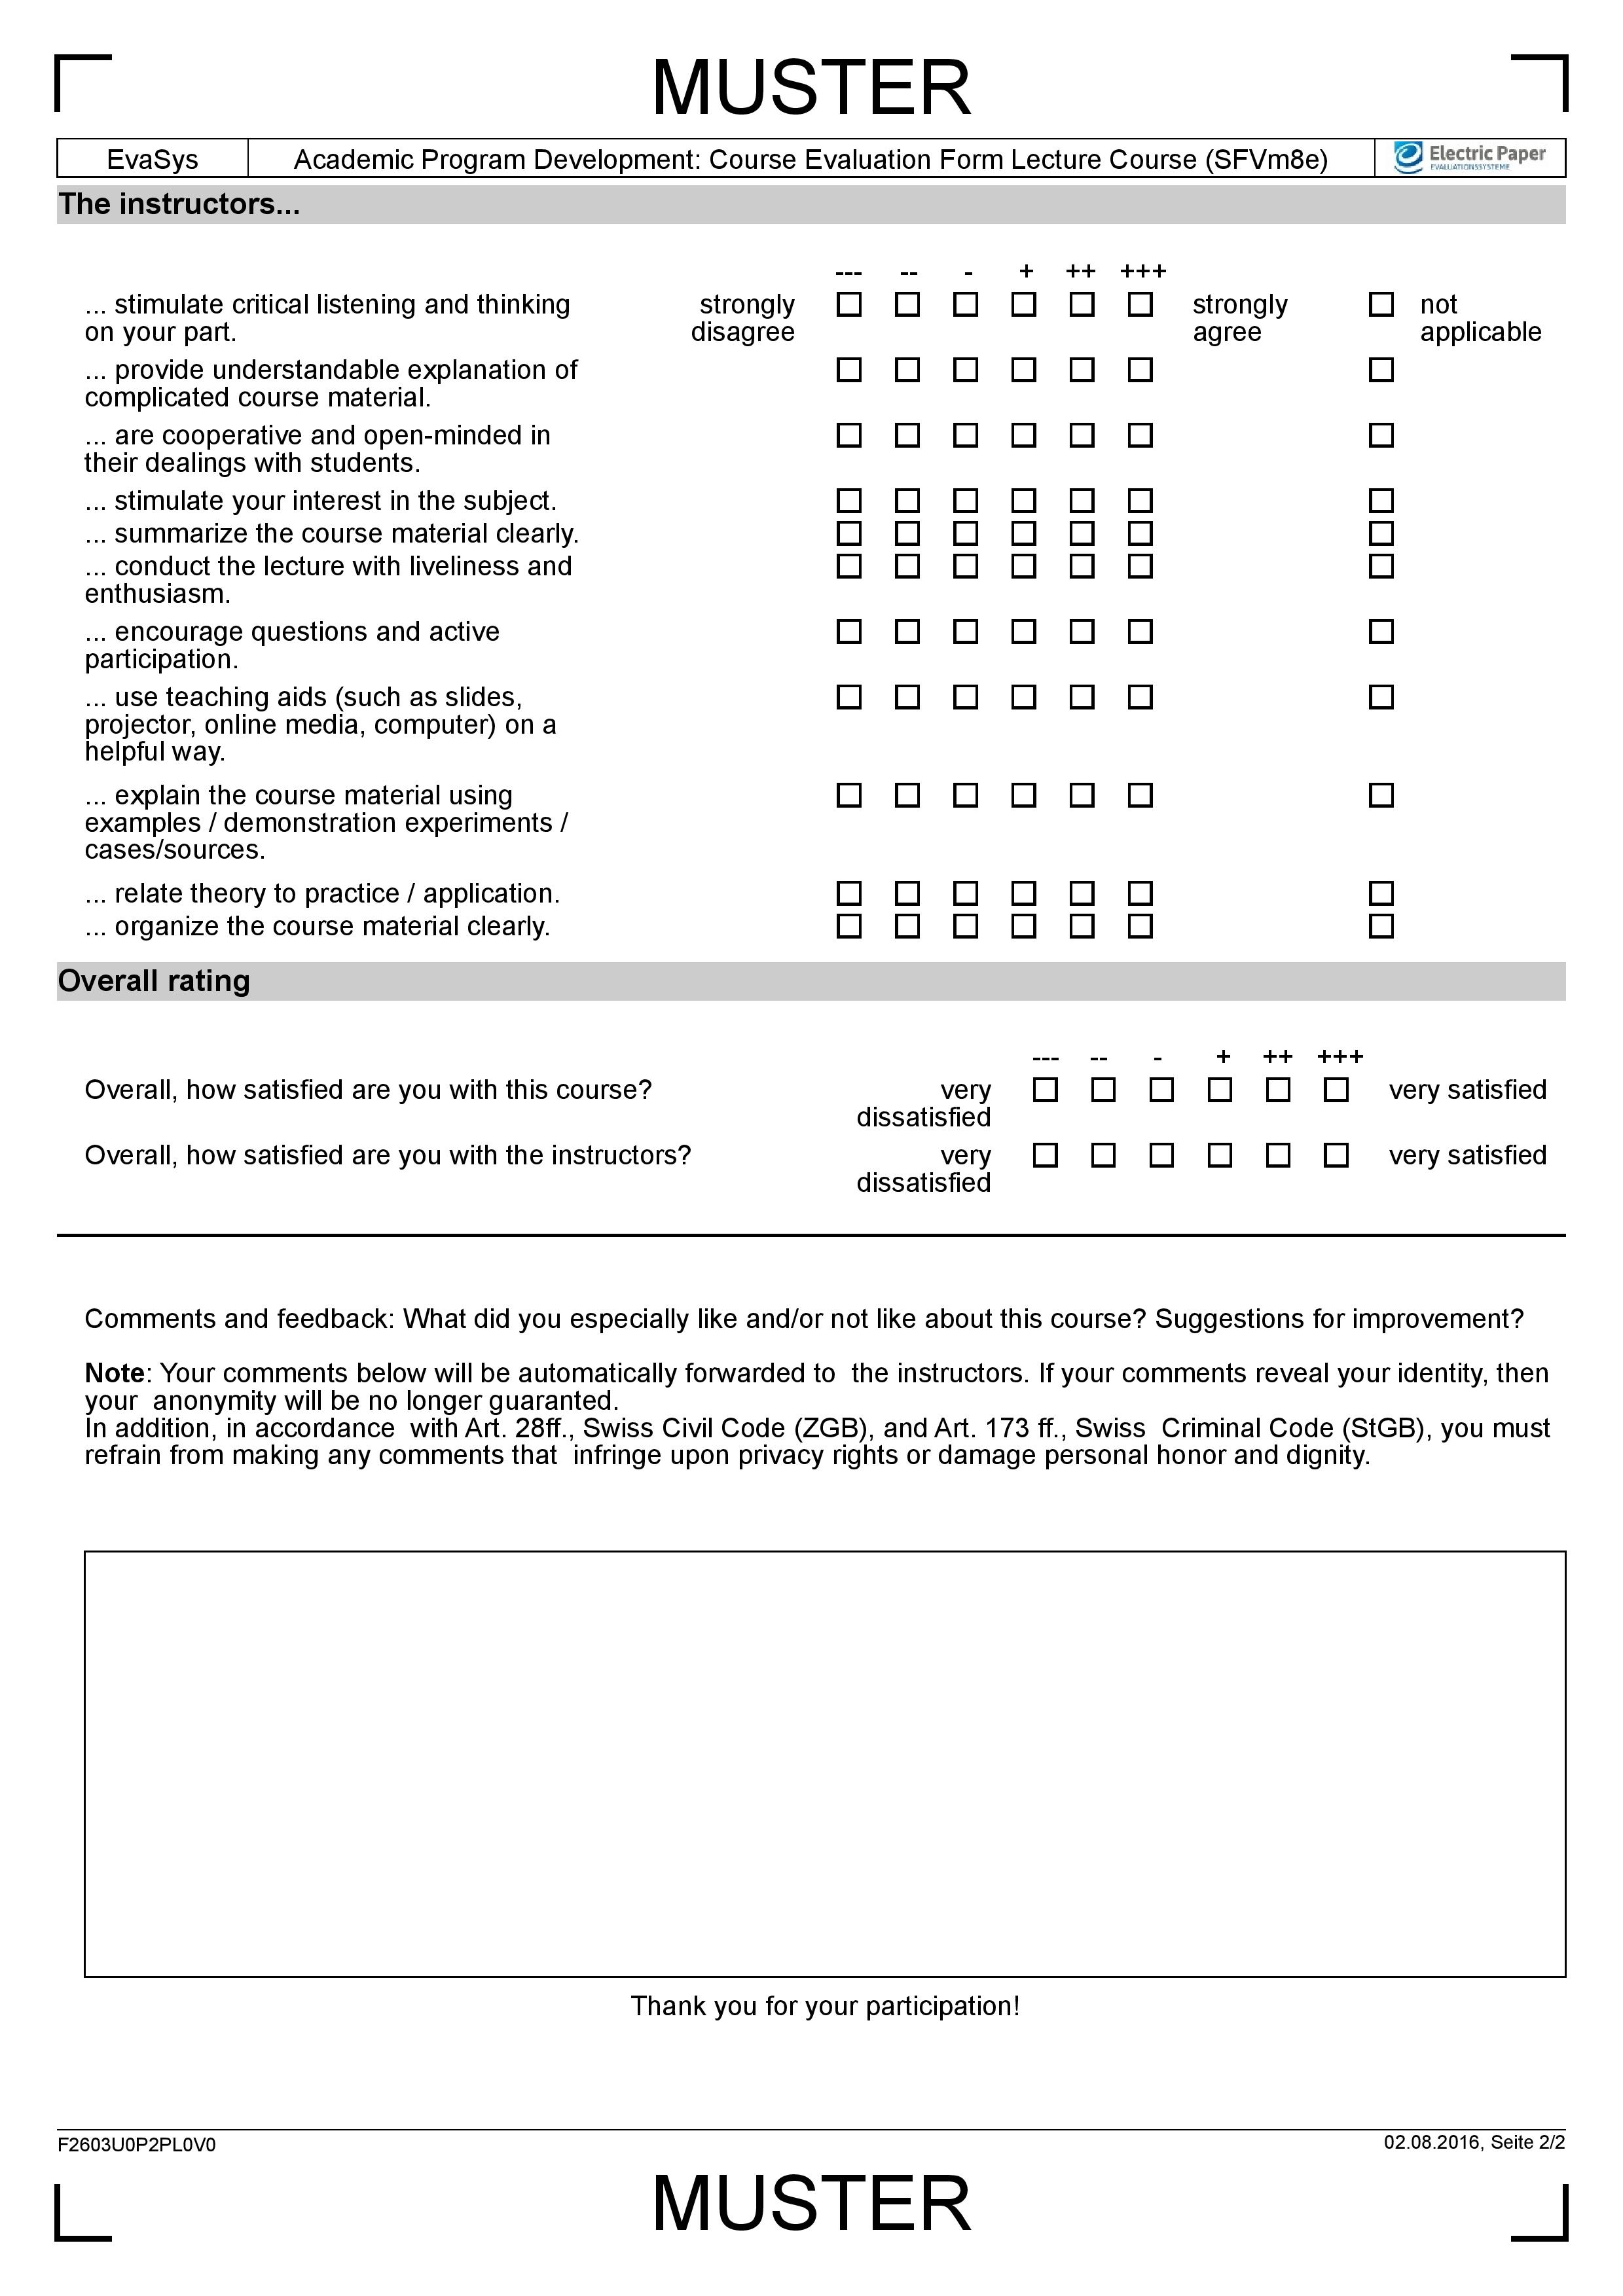 MUSTER
EvaSys Academic Program Development: Course Evaluation Form Lecture Course (SFVm8e) Electric Paper
EVALUATIONSSYSTEME
The instructors...
--- -- - + ++ +++
... stimulate critical listening and thinking strongly strongly not
on your part. disagree agree applicable
... provide understandable explanation of
complicated course material.
... are cooperative and open-minded in
their dealings with students.
... stimulate your interest in the subject.
... summarize the course material clearly.
... conduct the lecture with liveliness and
enthusiasm.
... encourage questions and active
participation.
... use teaching aids (such as slides,
projector, online media, computer) on a
helpful way.
... explain the course material using
examples / demonstration experiments /
cases/sources.
... relate theory to practice / application.
... organize the course material clearly.
Overall rating
--- -- - + ++ +++
Overall, how satisfied are you with this course? very very satisfied
dissatisfied
Overall, how satisfied are you with the instructors? very very satisfied
dissatisfied
Comments and feedback: What did you especially like and/or not like about this course? Suggestions for improvement?
Note: Your comments below will be automatically forwarded to  the instructors. If your comments reveal your identity, then
your  anonymity will be no longer guaranted.
In addition, in accordance  with Art. 28ff., Swiss Civil Code (ZGB), and Art. 173 ff., Swiss  Criminal Code (StGB), you must
refrain from making any comments that  infringe upon privacy rights or damage personal honor and dignity.
Thank you for your participation!
F2603U0P2PL0V0 02.08.2016, Seite 2/2
MUSTER